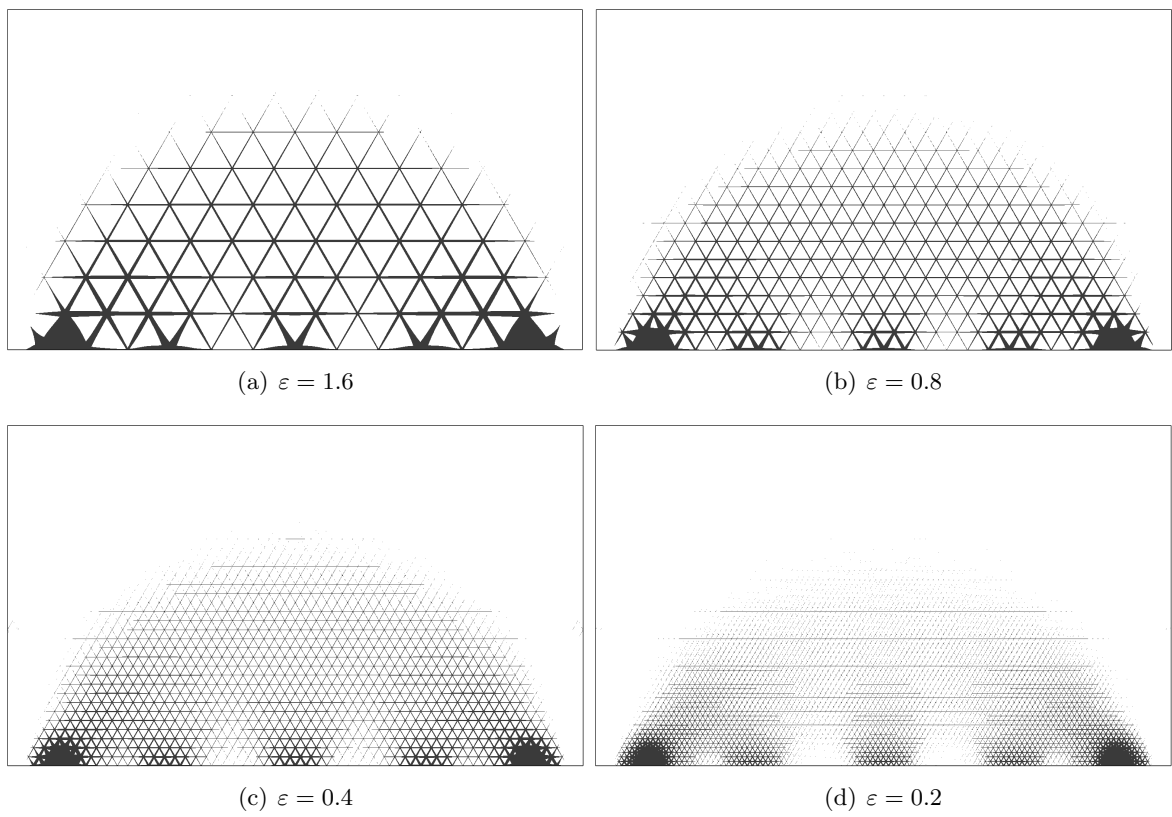 (a) ε = 1.6
(b) ε = 0.8
(c) ε = 0.4
(d) ε = 0.2